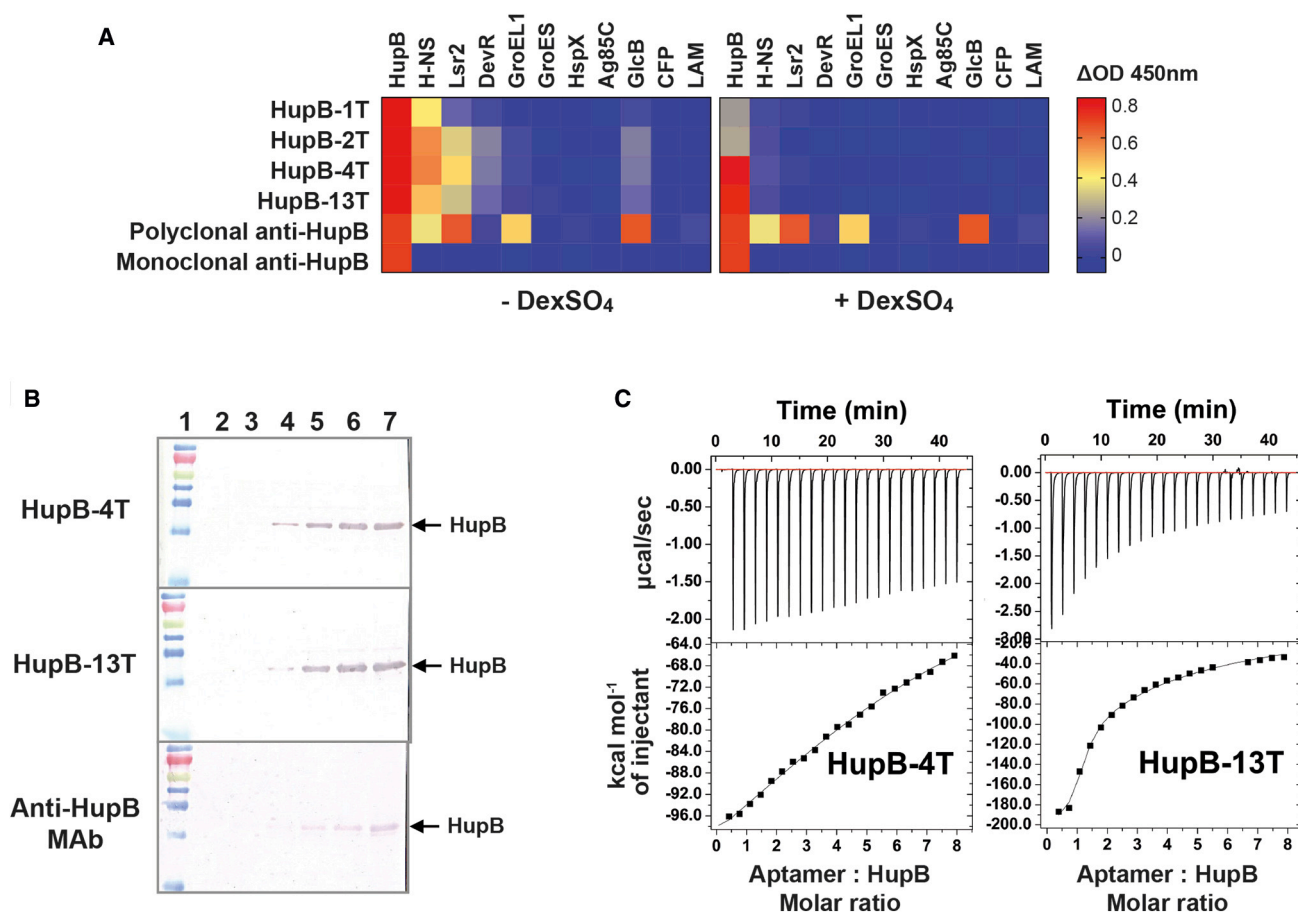 A
HupB H-NS Lsr2 DevR GroEL1 GroES HspX Ag85C GlcB CFP LAM
HupB H-NS Lsr2 DevR GroEL1 GroES HspX Ag85C GlcB CFP LAM
ΔOD 450nm
HupB-1T
HupB-2T
HupB-4T
HupB-13T
Polyclonal anti-HupB
Monoclonal anti-HupB
0.8
0.6
0.4
0.2
0
- DexSO4
+ DexSO4
B
1 2 3 4 5 6 7
HupB-4T
HupB
HupB-13T
HupB
Anti-HupB
MAb
HupB
C
Time (min)
0 10 20 30 40
0.00
-0.50
-1.00
-1.50
-2.00
µcal/sec
-64.0
-68.0
-72.0
-76.0
-80.0
-84.0
-88.0
-92.0
-96.0
kcal mol-1
of injectant
HupB-4T
0 1 2 3 4 5 6 7 8
Aptamer : HupB
Molar ratio
Time (min)
0 10 20 30 40
0.00
-0.50
-1.00
-1.50
-2.00
-2.50
-3.00
-20.0
-40.0
-60.0
-80.0
-100.0
-120.0
-140.0
-160.0
-180.0
-200.0
HupB-13T
0 1 2 3 4 5 6 7 8
Aptamer : HupB
Molar ratio